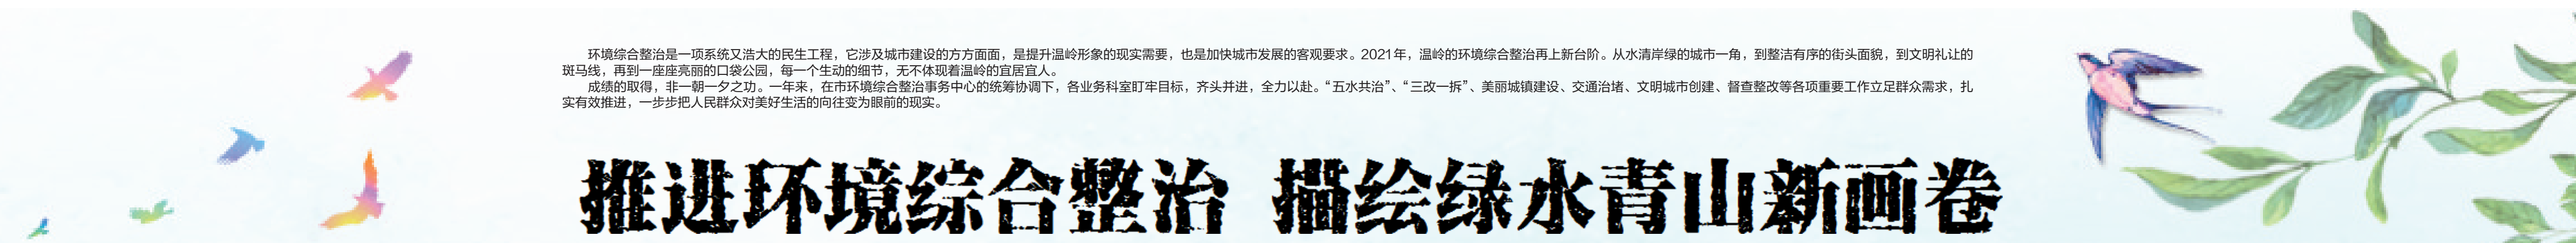 环境综合整治是一项系统又浩大的民生工程，它涉及城市建设的方方面面，是提升温岭形象的现实需要，也是加快城市发展的客观要求。2021年，温岭的环境综合整治再上新台阶。从水清岸绿的城市一角，到整洁有序的街头面貌，到文明礼让的
斑马线，再到一座座亮丽的口袋公园，每一个生动的细节，无不体现着温岭的宜居宜人。
成绩的取得，非一朝一夕之功。一年来，在市环境综合整治事务中心的统筹协调下，各业务科室盯牢目标，齐头并进，全力以赴。“五水共治”、“三改一拆”、美丽城镇建设、交通治堵、文明城市创建、督查整改等各项重要工作立足群众需求，扎
实有效推进，一步步把人民群众对美好生活的向往变为眼前的现实。
推进环境综合整治 描绘绿水青山新画卷